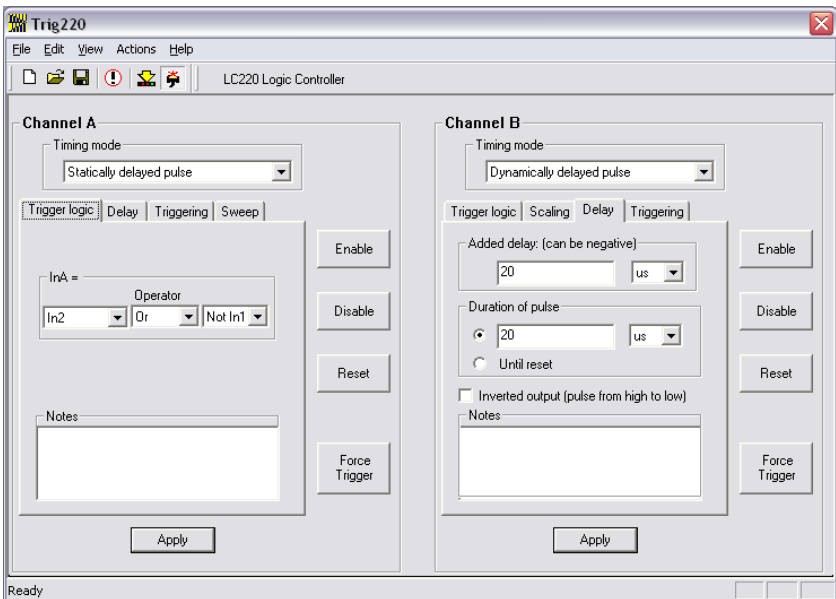 Trig220
File Edit View Actions Help
LC220 Logic Controller
Channel A
Timing mode
Statically delayed pulse
Trigger logic Delay Triggering Sweep
InA =
Operator
In2 Or Not In1
Notes
Enable
Disable
Reset
Force
Trigger
Apply
Channel B
Timing mode
Dynamically delayed pulse
Trigger logic Scaling Delay Triggering
Added delay: (can be negative)
20 us
Duration of pulse
20 us
Until reset
Inverted output (pulse from high to low)
Notes
Enable
Disable
Reset
Force
Trigger
Apply
Ready